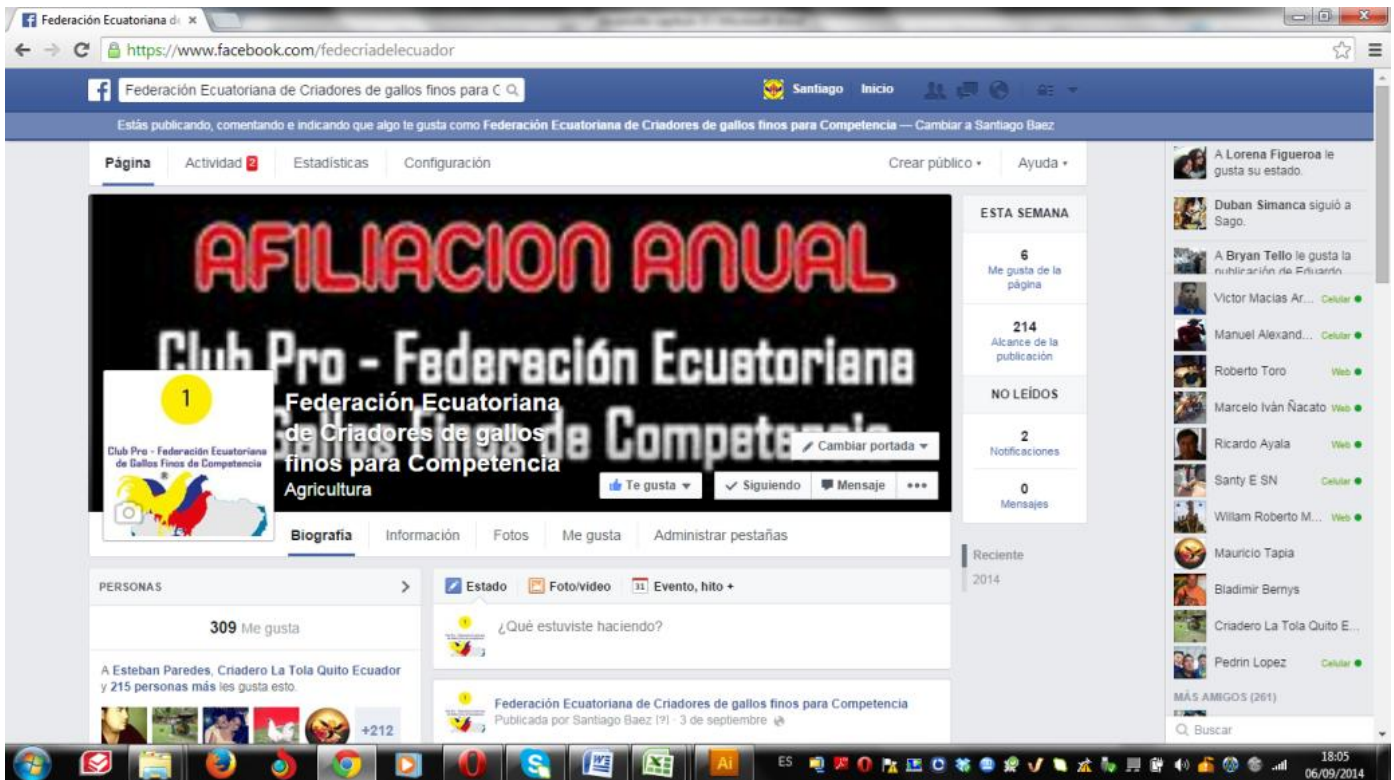 Federación Ecuatoriana de
https://www.facebook.com/fedecriadelecuador
Federación Ecuatoriana de Criadores de gallos finos para C
Santiago Inicio
Estás publicando, comentando e indicando que algo te gusta como Federación Ecuatoriana de Criadores de gallos finos para Competencia — Cambiar a Santiago Baez
Página Actividad 2 Estadísticas Configuración Crear público Ayuda
AFILIACION ANUAL
Club Pro - Federación Ecuatoriana
Gallos Finos de Competencia
1
Club Pro - Federación Ecuatoriana
de Gallos Finos de Competencia
Federación Ecuatoriana
de Criadores de gallos
finos para Competencia
Agricultura
Cambiar portada
Te gusta Siguiendo Mensaje
Biografía Información Fotos Me gusta Administrar pestañas
ESTA SEMANA
6
Me gusta de la
página
214
Alcance de la
publicación
NO LEÍDOS
2
Notificaciones
0
Mensajes
Reciente
2014
PERSONAS
309 Me gusta
A Esteban Paredes, Criadero La Tola Quito Ecuador
y 215 personas más les gusta esto.
+212
Estado Foto/video 31 Evento, hito +
¿Qué estuviste haciendo?
Federación Ecuatoriana de Criadores de gallos finos para Competencia
Publicada por Santiago Baez [?] · 3 de septiembre
A Lorena Figueroa le
gusta su estado.
Duban Simanca siguió a
Sago.
A Bryan Tello le gusta la
publicación de Eduardo
Victor Macias Ar... Celular
Manuel Alexand... Celular
Roberto Toro Web
Marcelo Iván Ñacato Web
Ricardo Ayala Web
Santy E SN Celular
Willam Roberto M... Web
Mauricio Tapia
Bladimir Bernys
Criadero La Tola Quito E...
Pedrin Lopez Celular
MÁS AMIGOS (261)
Buscar
Ai
ES
18:05
06/09/2014